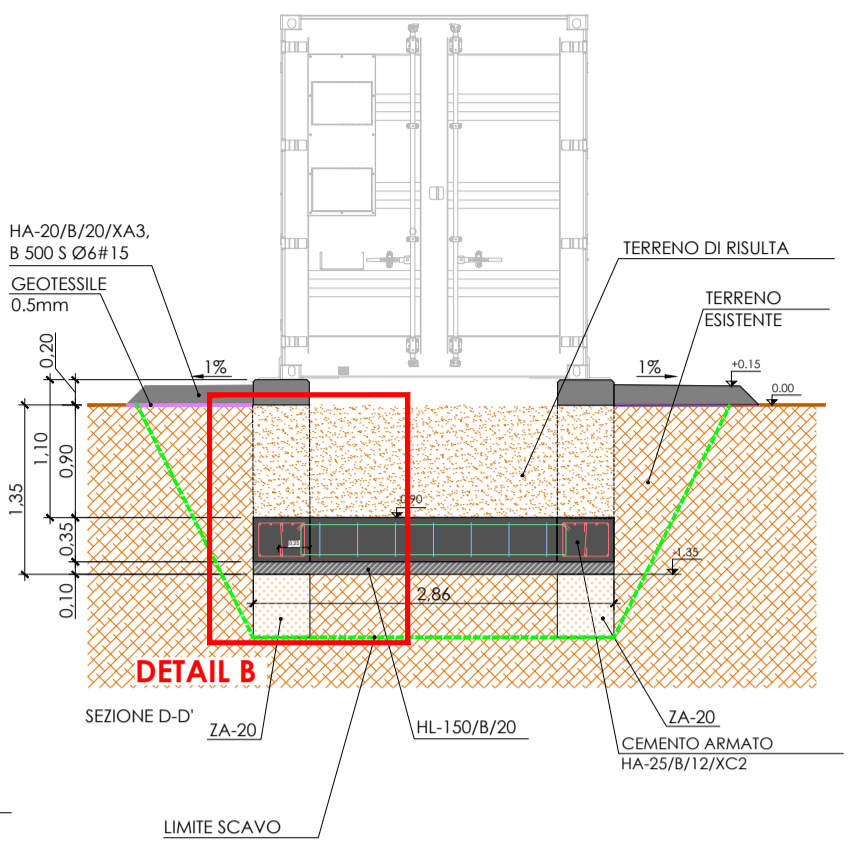 HA-20/B/20/XA3,
B 500 S Ø6#15
GEOTESSILE
0.5mm
TERRENO DI RISULTA
TERRENO
ESISTENTE
1%
1%
+0.15
0.00
0,20
1,10
0,90
1,35
0,35
0,10
-0,90
-1,35
2,86
DETAIL B
SEZIONE D-D'
ZA-20
HL-150/B/20
ZA-20
CEMENTO ARMATO
HA-25/B/12/XC2
LIMITE SCAVO